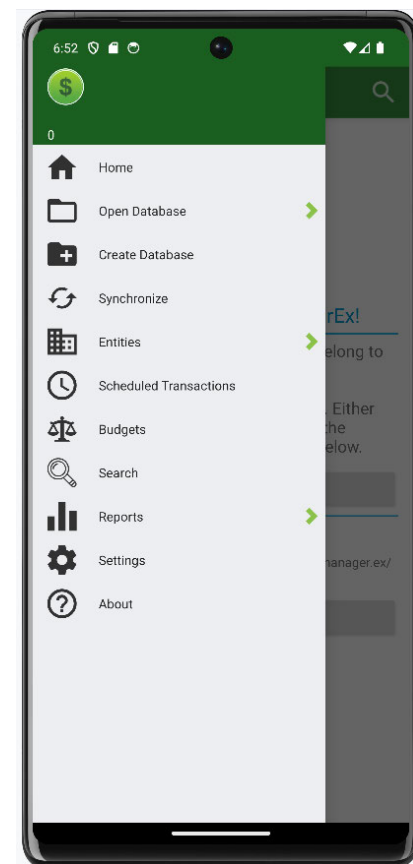 6:52
$
0
Home
Open Database
Create Database
Synchronize
Entities
Scheduled Transactions
Budgets
Search
Reports
Settings
About
rEx!
elong to
. Either
the
elow.
manager.ex/